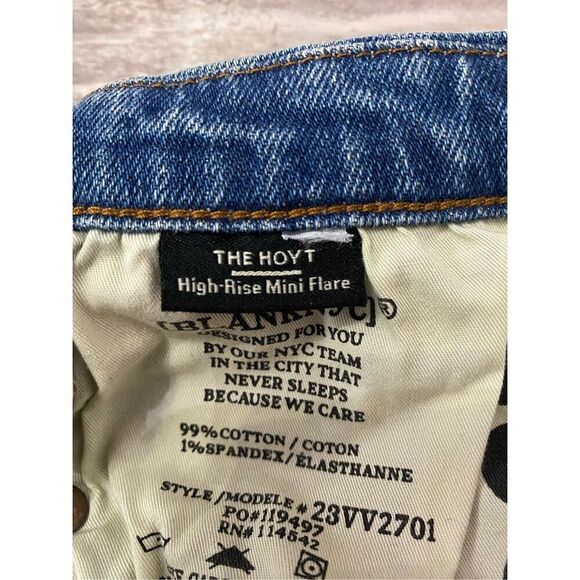 THE HOYT
High-Rise Mini Flare
[BLANKNYC]®
DESIGNED FOR YOU
BY OUR NYC TEAM
IN THE CITY THAT
NEVER SLEEPS
BECAUSE WE CARE
99% COTTON / COTON
1% SPANDEX / ÉLASTHANNE
STYLE / MODELE # 23VV2701
PO# 119497
RN# 114842